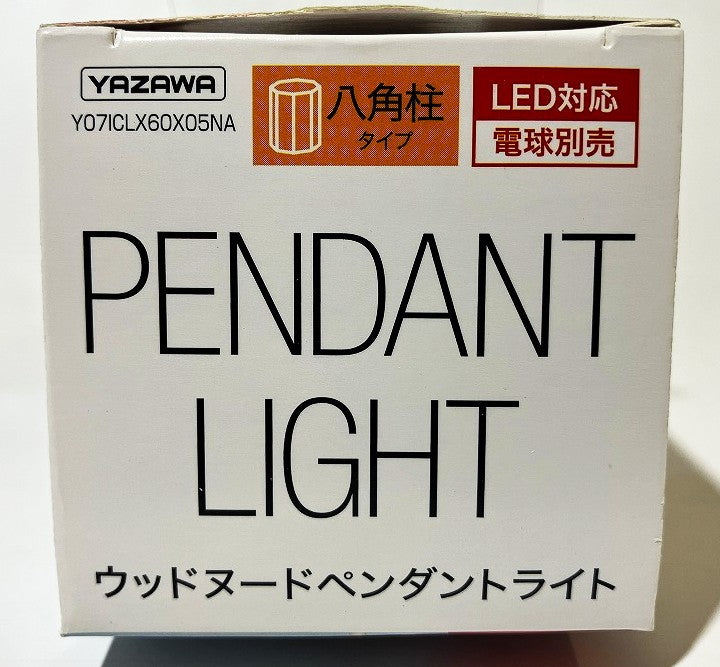 YAZAWA
Y07ICLX60X05NA
八角柱
タイプ
LED対応
電球別売
PENDANT
LIGHT
ウッドヌードペンダントライト